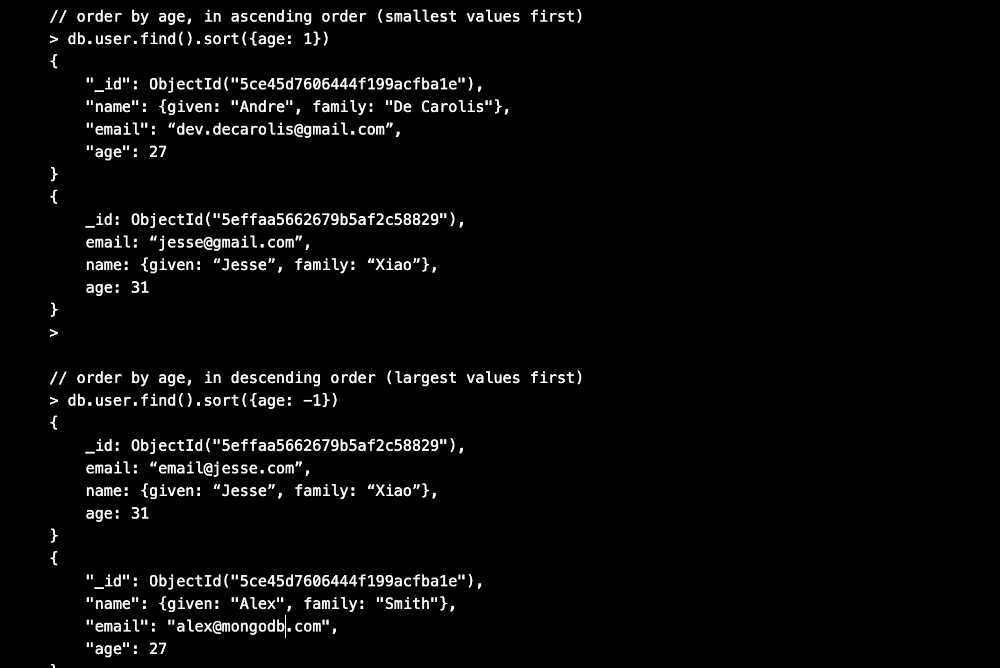 // order by age, in ascending order (smallest values first)
> db.user.find().sort({age: 1})
{
    "_id": ObjectId("5ce45d7606444f199acfba1e"),
    "name": {given: "Andre", family: "De Carolis"},
    "email": “dev.decarolis@gmail.com”,
    "age": 27
}
{
    _id: ObjectId("5effaa5662679b5af2c58829"),
    email: “jesse@gmail.com”,
    name: {given: “Jesse”, family: “Xiao”},
    age: 31
}
>
// order by age, in descending order (largest values first)
> db.user.find().sort({age: -1})
{
    _id: ObjectId("5effaa5662679b5af2c58829"),
    email: “email@jesse.com”,
    name: {given: “Jesse”, family: “Xiao”},
    age: 31
}
{
    "_id": ObjectId("5ce45d7606444f199acfba1e"),
    "name": {given: "Alex", family: "Smith"},
    "email": "alex@mongodb.com",
    "age": 27
}